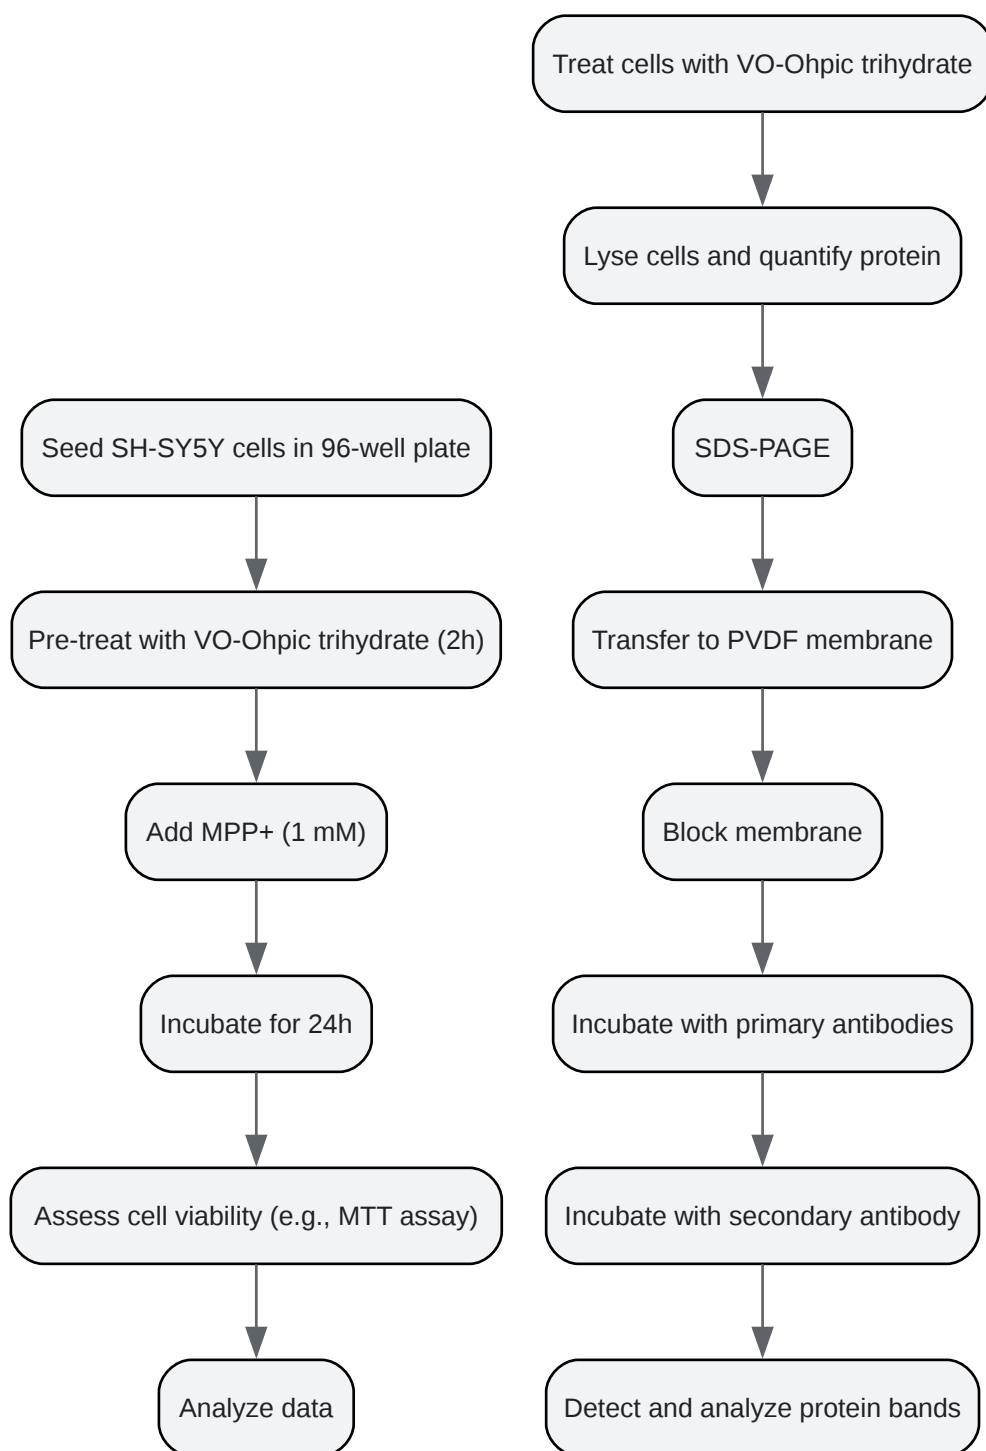 Treat cells with VO-Ohpic trihydrate
Lyse cells and quantify protein
SDS-PAGE
Transfer to PVDF membrane
Block membrane
Incubate with primary antibodies
Incubate with secondary antibody
Detect and analyze protein bands
Seed SH-SY5Y cells in 96-well plate
Pre-treat with VO-Ohpic trihydrate (2h)
Add MPP+ (1 mM)
Incubate for 24h
Assess cell viability (e.g., MTT assay)
Analyze data